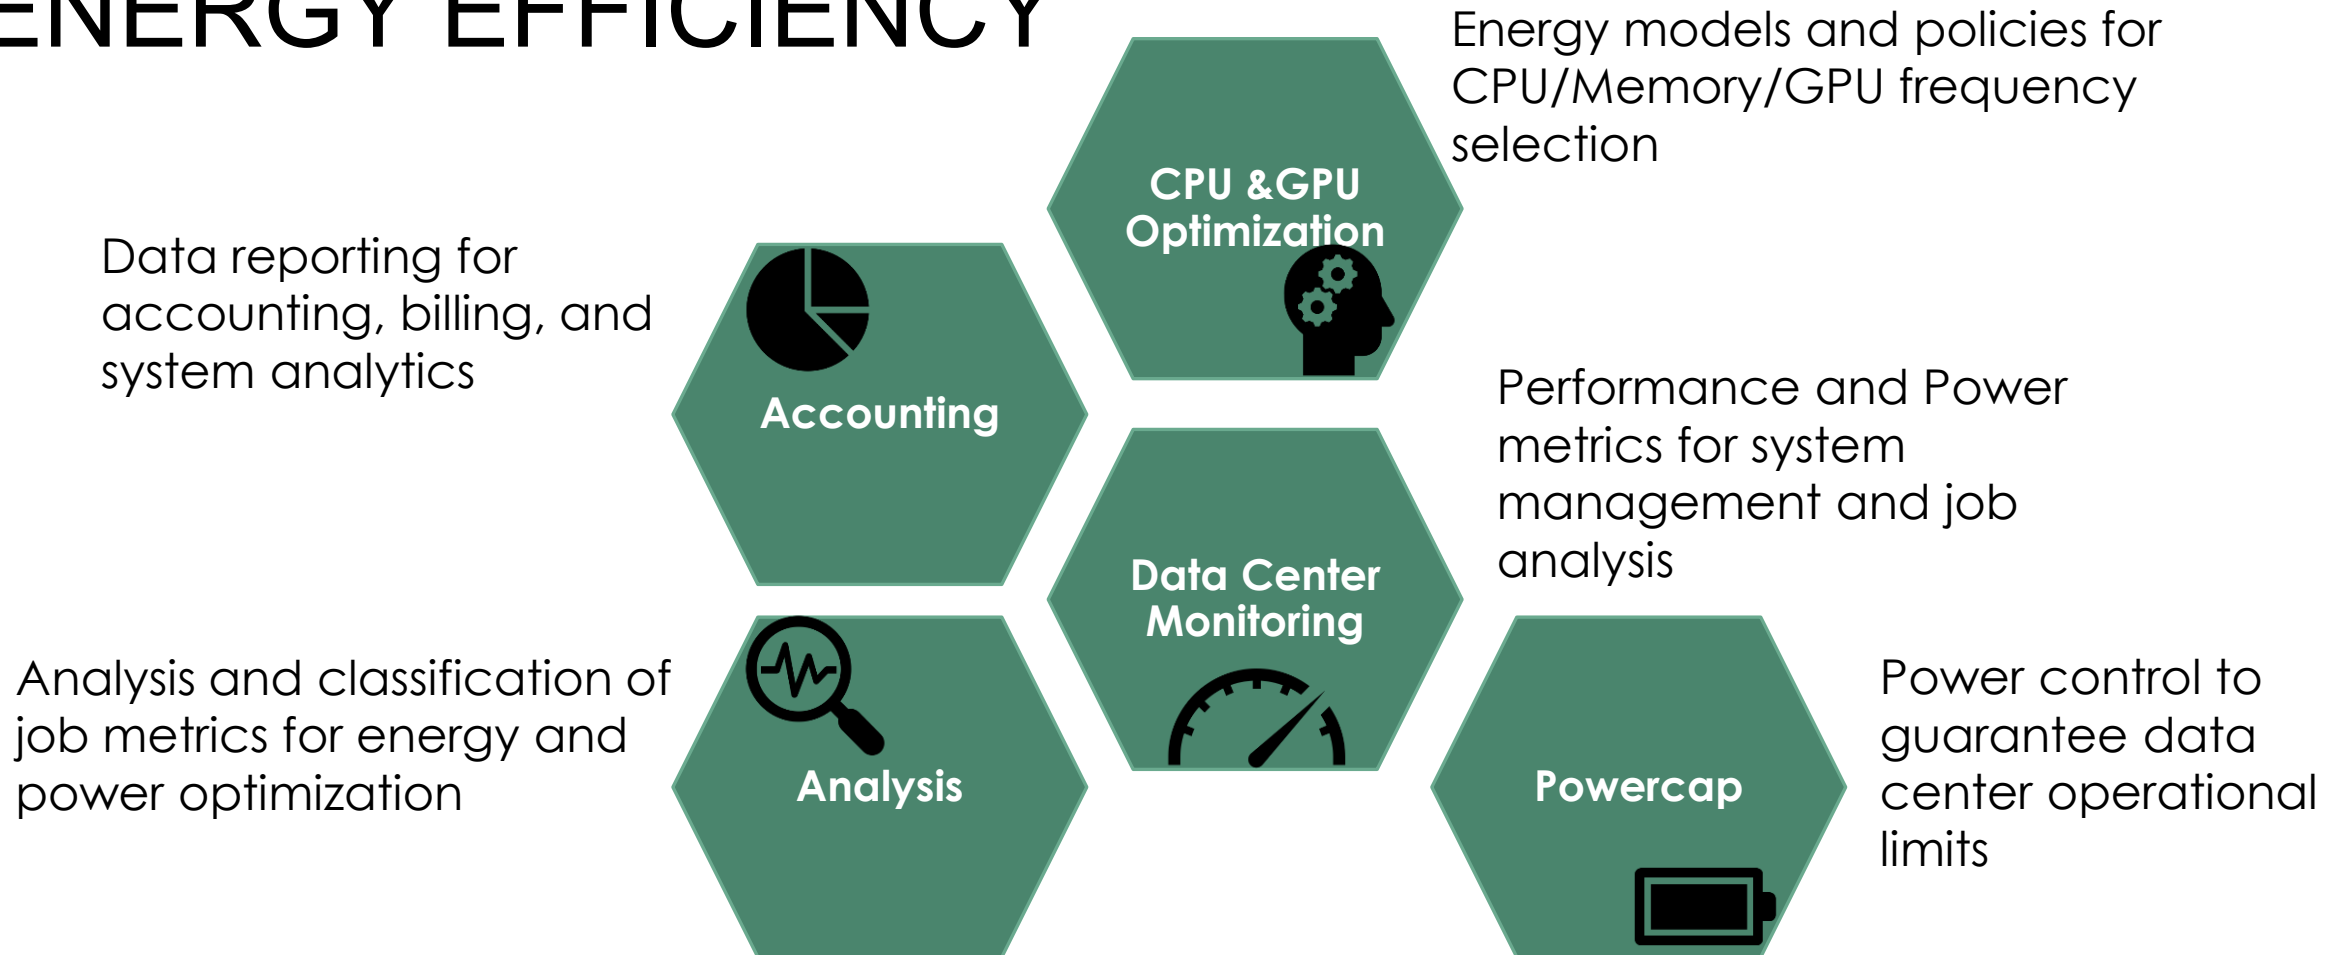 ENERGY EFFICIENCY
Energy models and policies for
CPU/Memory/GPU frequency
selection
CPU &GPU
Optimization
Data reporting for
accounting, billing, and
system analytics
Accounting
Performance and Power
metrics for system
management and job
analysis
Data Center
Monitoring
Analysis and classification of
job metrics for energy and
power optimization
Analysis
Powercap
Power control to
guarantee data
center operational
limits